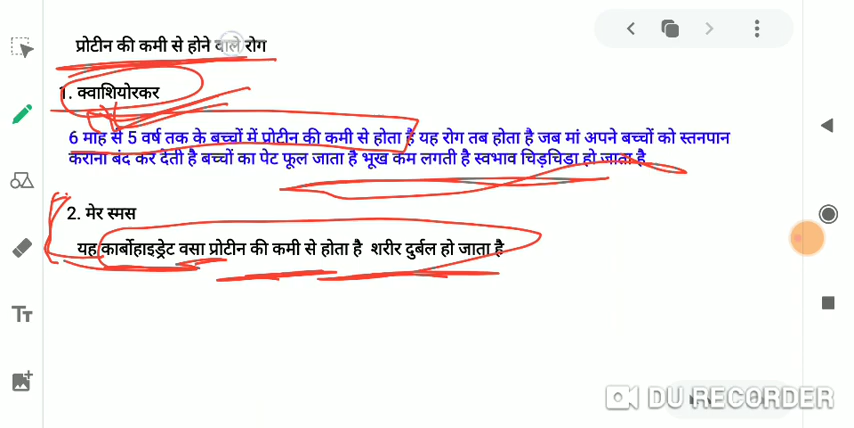 प्रोटीन की कमी से होने वाले रोग
1. क्वाशियोरकर
6 माह से 5 वर्ष तक के बच्चों में प्रोटीन की कमी से होता है यह रोग तब होता है जब मां अपने बच्चों को स्तनपान
कराना बंद कर देती है बच्चों का पेट फूल जाता है भूख कम लगती है स्वभाव चिड़चिड़ा हो जाता है
2. मेर स्मस
यह कार्बोहाइड्रेट वसा प्रोटीन की कमी से होता है शरीर दुर्बल हो जाता है
Tт
DU RECORDER